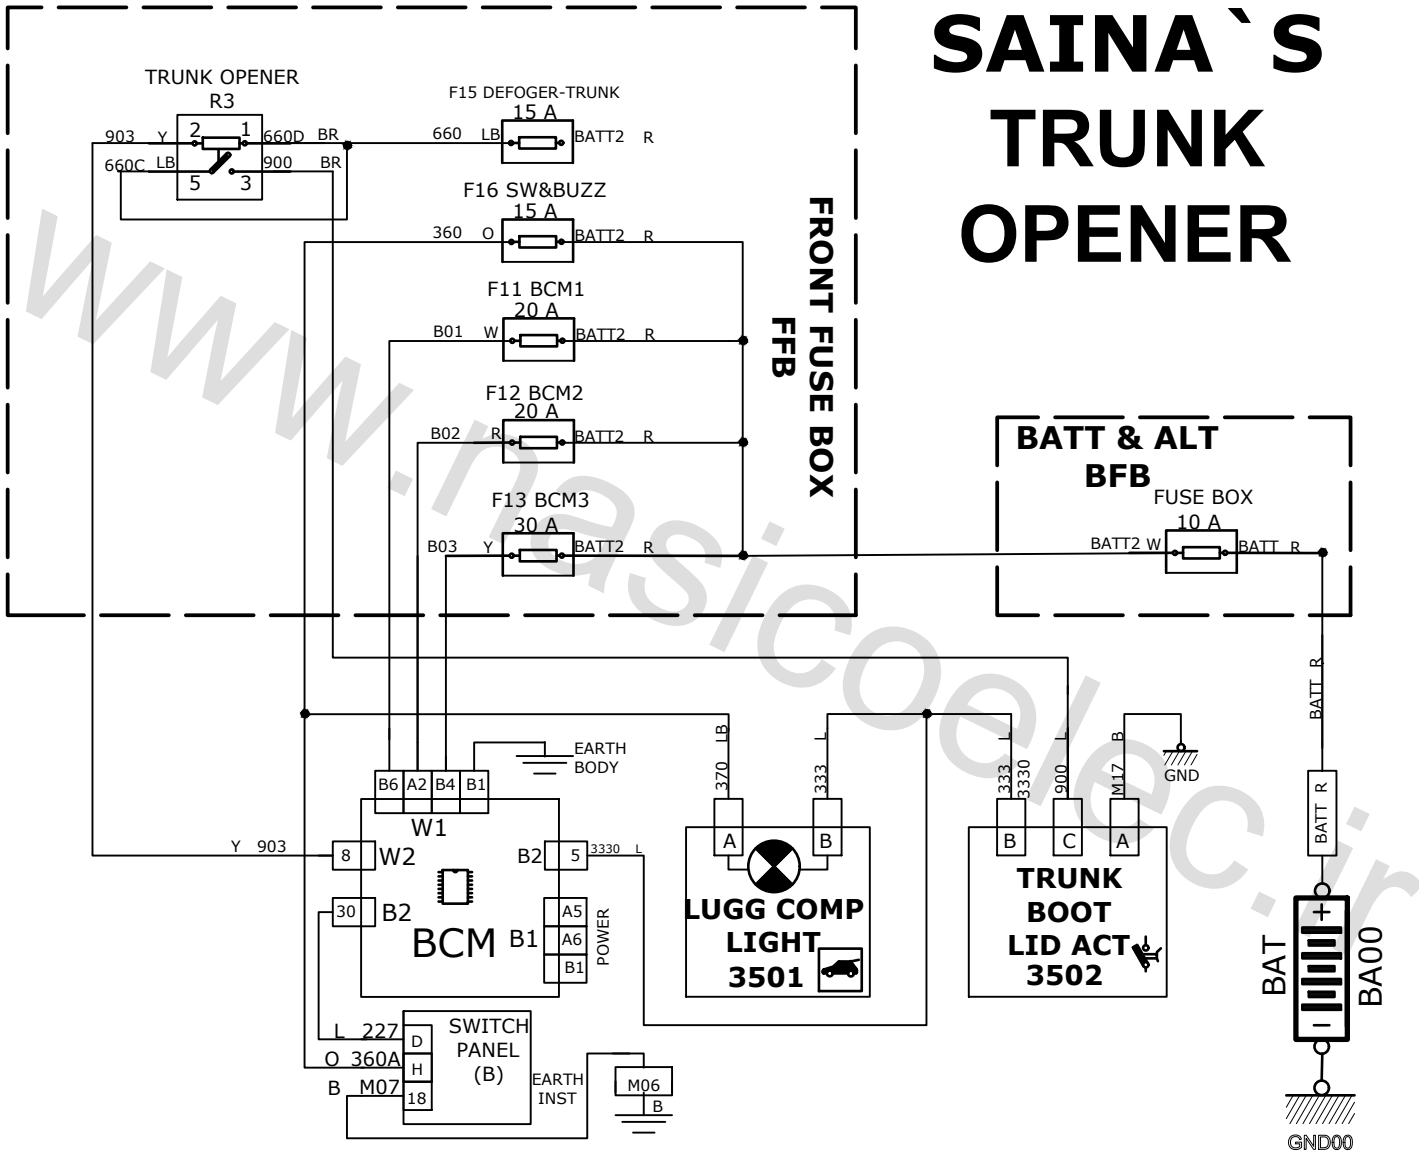 SAINA`S
TRUNK
OPENER
TRUNK OPENER
R3
903 Y 2 1 660D BR
660C LB 5 3 900 BR
F15 DEFOGER-TRUNK
15 A
660 LB BATT2 R
F16 SW&BUZZ
15 A
360 O BATT2 R
F11 BCM1
20 A
B01 W BATT2 R
F12 BCM2
20 A
B02 R BATT2 R
F13 BCM3
30 A
B03 Y BATT2 R
FRONT FUSE BOX
FFB
BATT & ALT
BFB
FUSE BOX
10 A
BATT2 W BATT R
BATT R
BATT R
BAT
+
−
BA00
GND00
EARTH
BODY
B6 A2 B4 B1
W1
Y 903 8 W2
30 B2
BCM
B2 5 3330 L
B1 A5
A6
B1
POWER
370 LB
333 L
A B
LUGG COMP
LIGHT
3501
333 L
3330
900 L
M17 B
GND
B C A
TRUNK
BOOT
LID ACT
3502
L 227 D
O 360A H
B M07 18
SWITCH
PANEL
(B)
EARTH
INST
M06
B
www.nasicoelec.ir